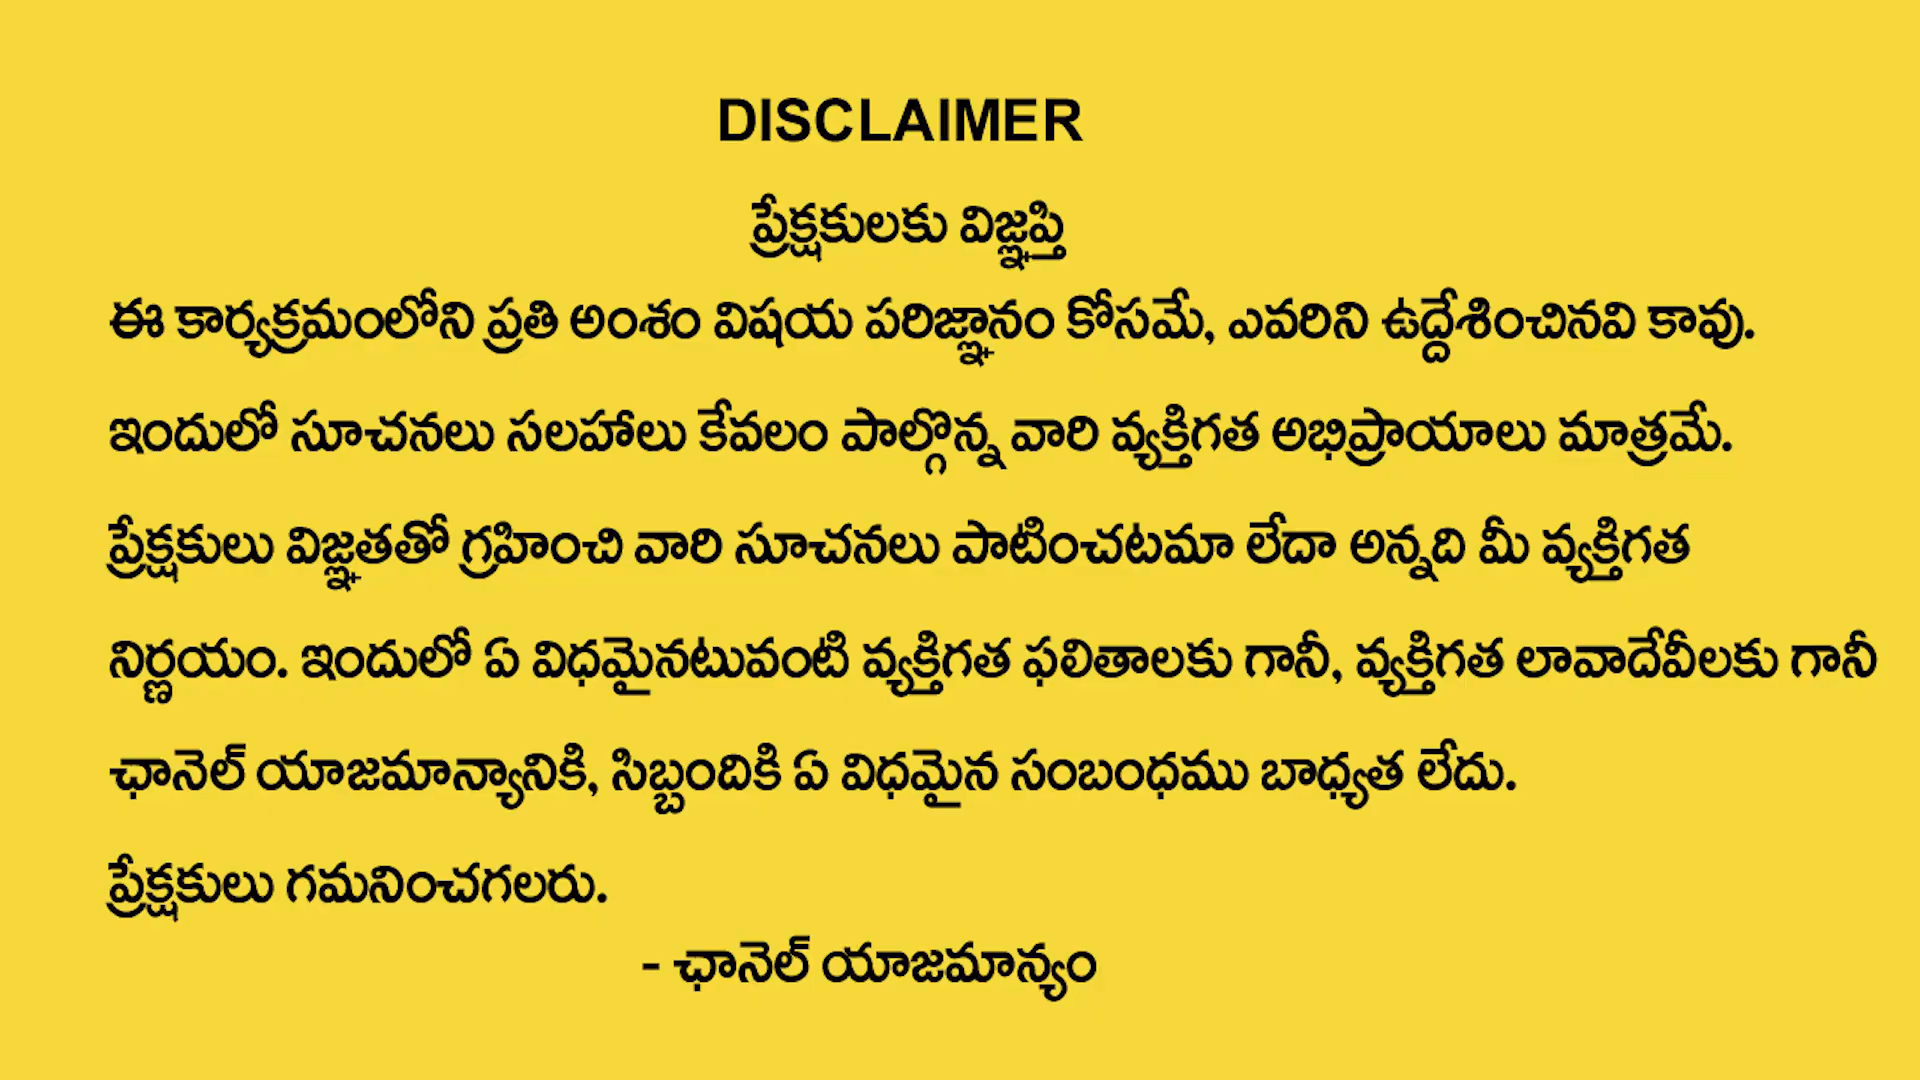 DISCLAIMER
ప్రేక్షకులకు విజ్ఞప్తి
ఈ కార్యక్రమంలోని ప్రతి అంశం విషయ పరిజ్ఞానం కోసమే, ఎవరిని ఉద్దేశించినవి కావు.
ఇందులో సూచనలు సలహాలు కేవలం పాల్గొన్న వారి వ్యక్తిగత అభిప్రాయాలు మాత్రమే.
ప్రేక్షకులు విజ్ఞతతో గ్రహించి వారి సూచనలు పాటించటమా లేదా అన్నది మీ వ్యక్తిగత
నిర్ణయం. ఇందులో ఏ విధమైనటువంటి వ్యక్తిగత ఫలితాలకు గానీ, వ్యక్తిగత లావాదేవీలకు గానీ
ఛానెల్ యాజమాన్యానికి, సిబ్బందికి ఏ విధమైన సంబంధము బాధ్యత లేదు.
ప్రేక్షకులు గమనించగలరు.
- ఛానెల్ యాజమాన్యం